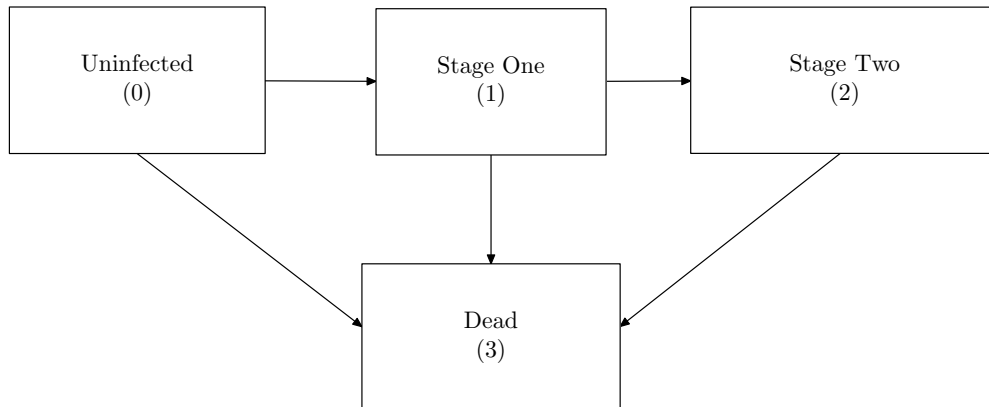 Uninfected
(0)
Stage One
(1)
Stage Two
(2)
Dead
(3)